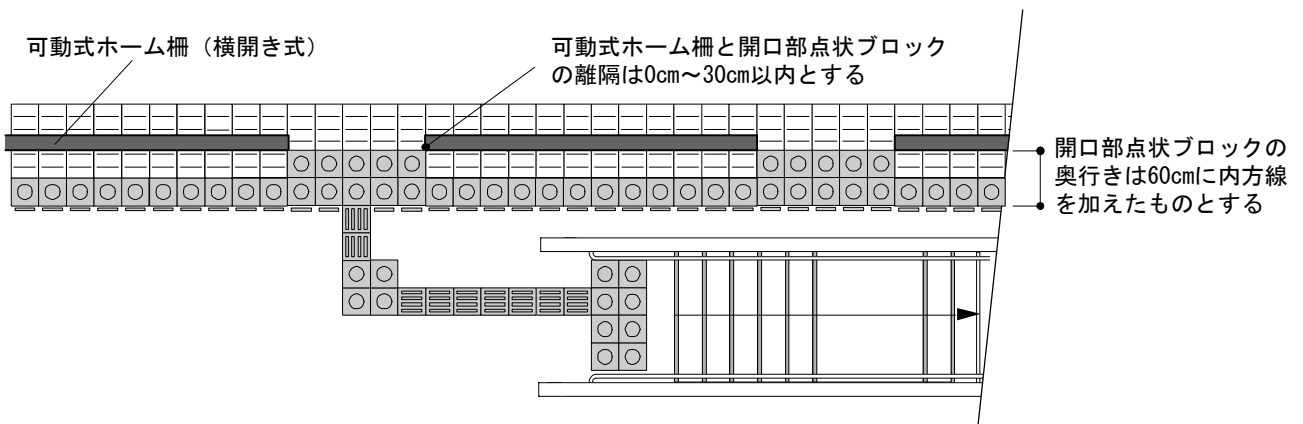 可動式ホーム柵（横開き式）
可動式ホーム柵と開口部点状ブロック
の離隔は0cm～30cm以内とする
開口部点状ブロックの
奥行きは60cmに内方線
を加えたものとする